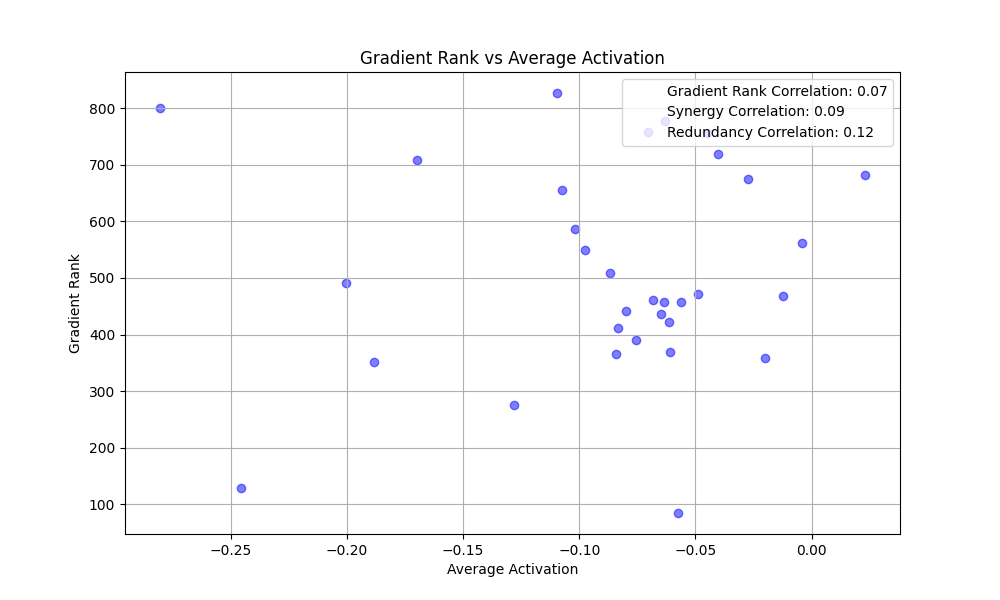 Gradient Rank vs Average Activation
Gradient Rank Correlation: 0.07
Synergy Correlation: 0.09
Redundancy Correlation: 0.12
800
700
600
500
400
300
200
100
Gradient Rank
−0.25 −0.20 −0.15 −0.10 −0.05 0.00
Average Activation